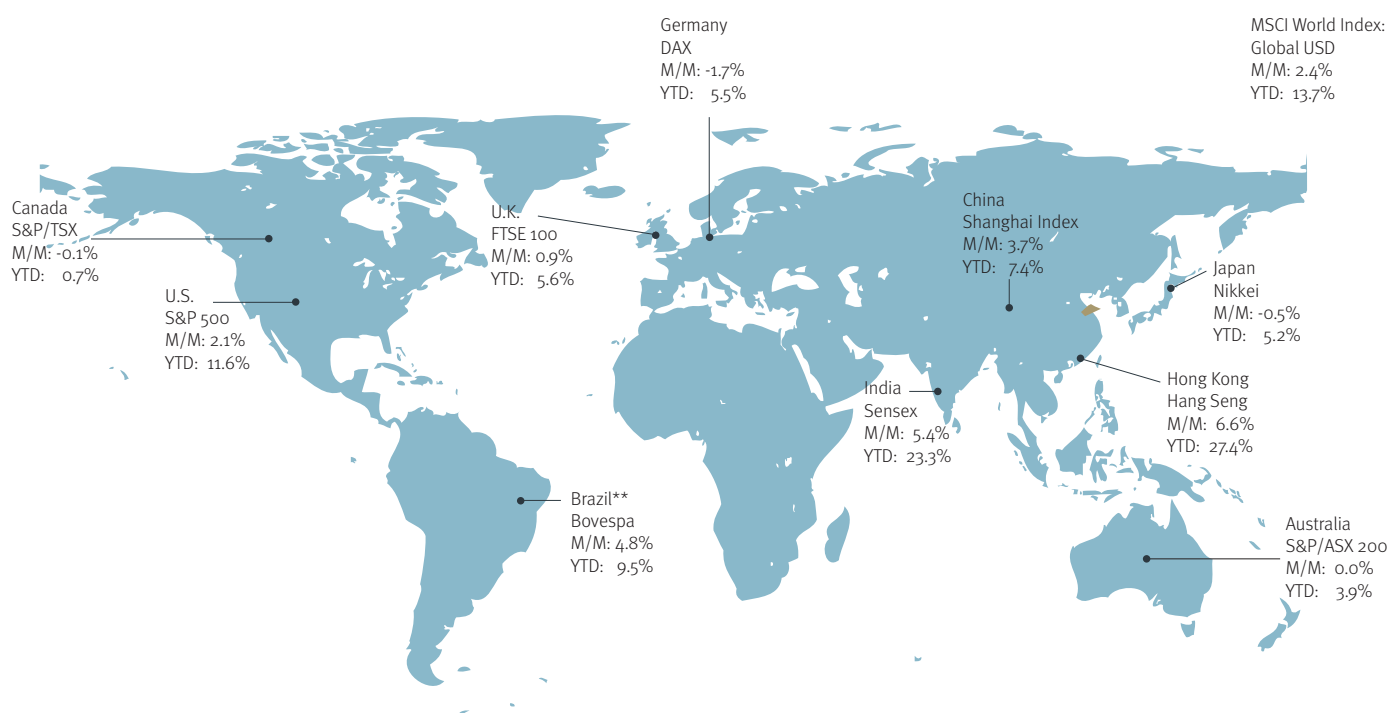 Germany
DAX
M/M: -1.7%
YTD: 5.5%
MSCI World Index:
Global USD
M/M: 2.4%
YTD: 13.7%
Canada
S&P/TSX
M/M: -0.1%
YTD: 0.7%
U.K.
FTSE 100
M/M: 0.9%
YTD: 5.6%
China
Shanghai Index
M/M: 3.7%
YTD: 7.4%
Japan
Nikkei
M/M: -0.5%
YTD: 5.2%
U.S.
S&P 500
M/M: 2.1%
YTD: 11.6%
India
Sensex
M/M: 5.4%
YTD: 23.3%
Hong Kong
Hang Seng
M/M: 6.6%
YTD: 27.4%
Brazil**
Bovespa
M/M: 4.8%
YTD: 9.5%
Australia
S&P/ASX 200
M/M: 0.0%
YTD: 3.9%